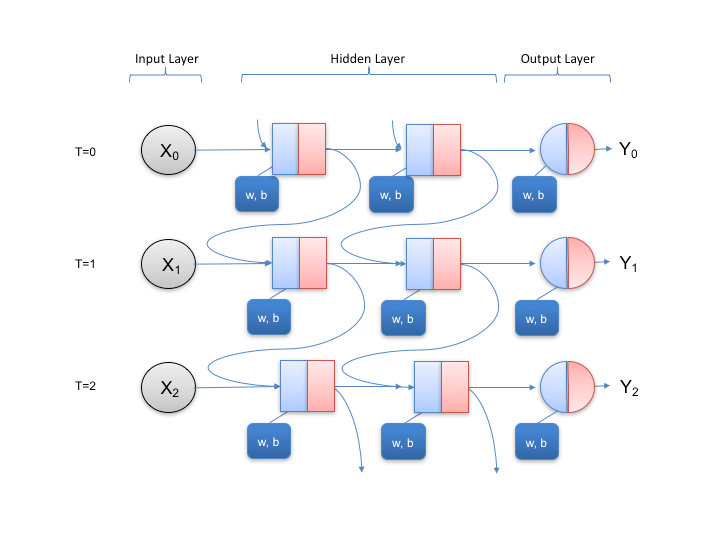 Input Layer Hidden Layer Output Layer
T=0 X0 Y0
w, b w, b w, b
T=1 X1 Y1
w, b w, b w, b
T=2 X2 Y2
w, b w, b w, b